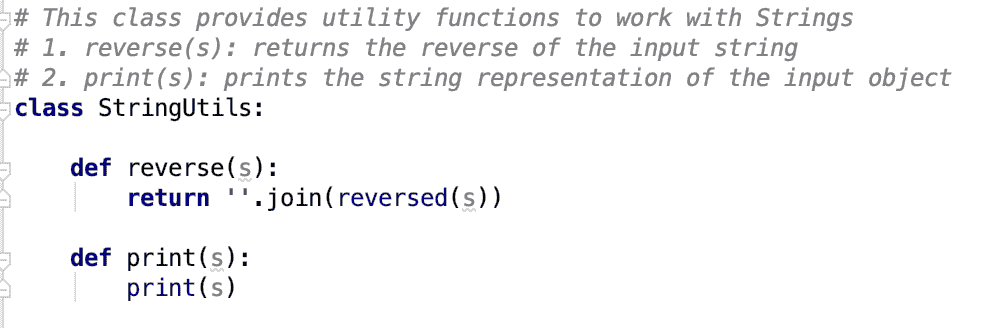 # This class provides utility functions to work with Strings
# 1. reverse(s): returns the reverse of the input string
# 2. print(s): prints the string representation of the input object
class StringUtils:
def reverse(s):
return ''.join(reversed(s))
def print(s):
print(s)